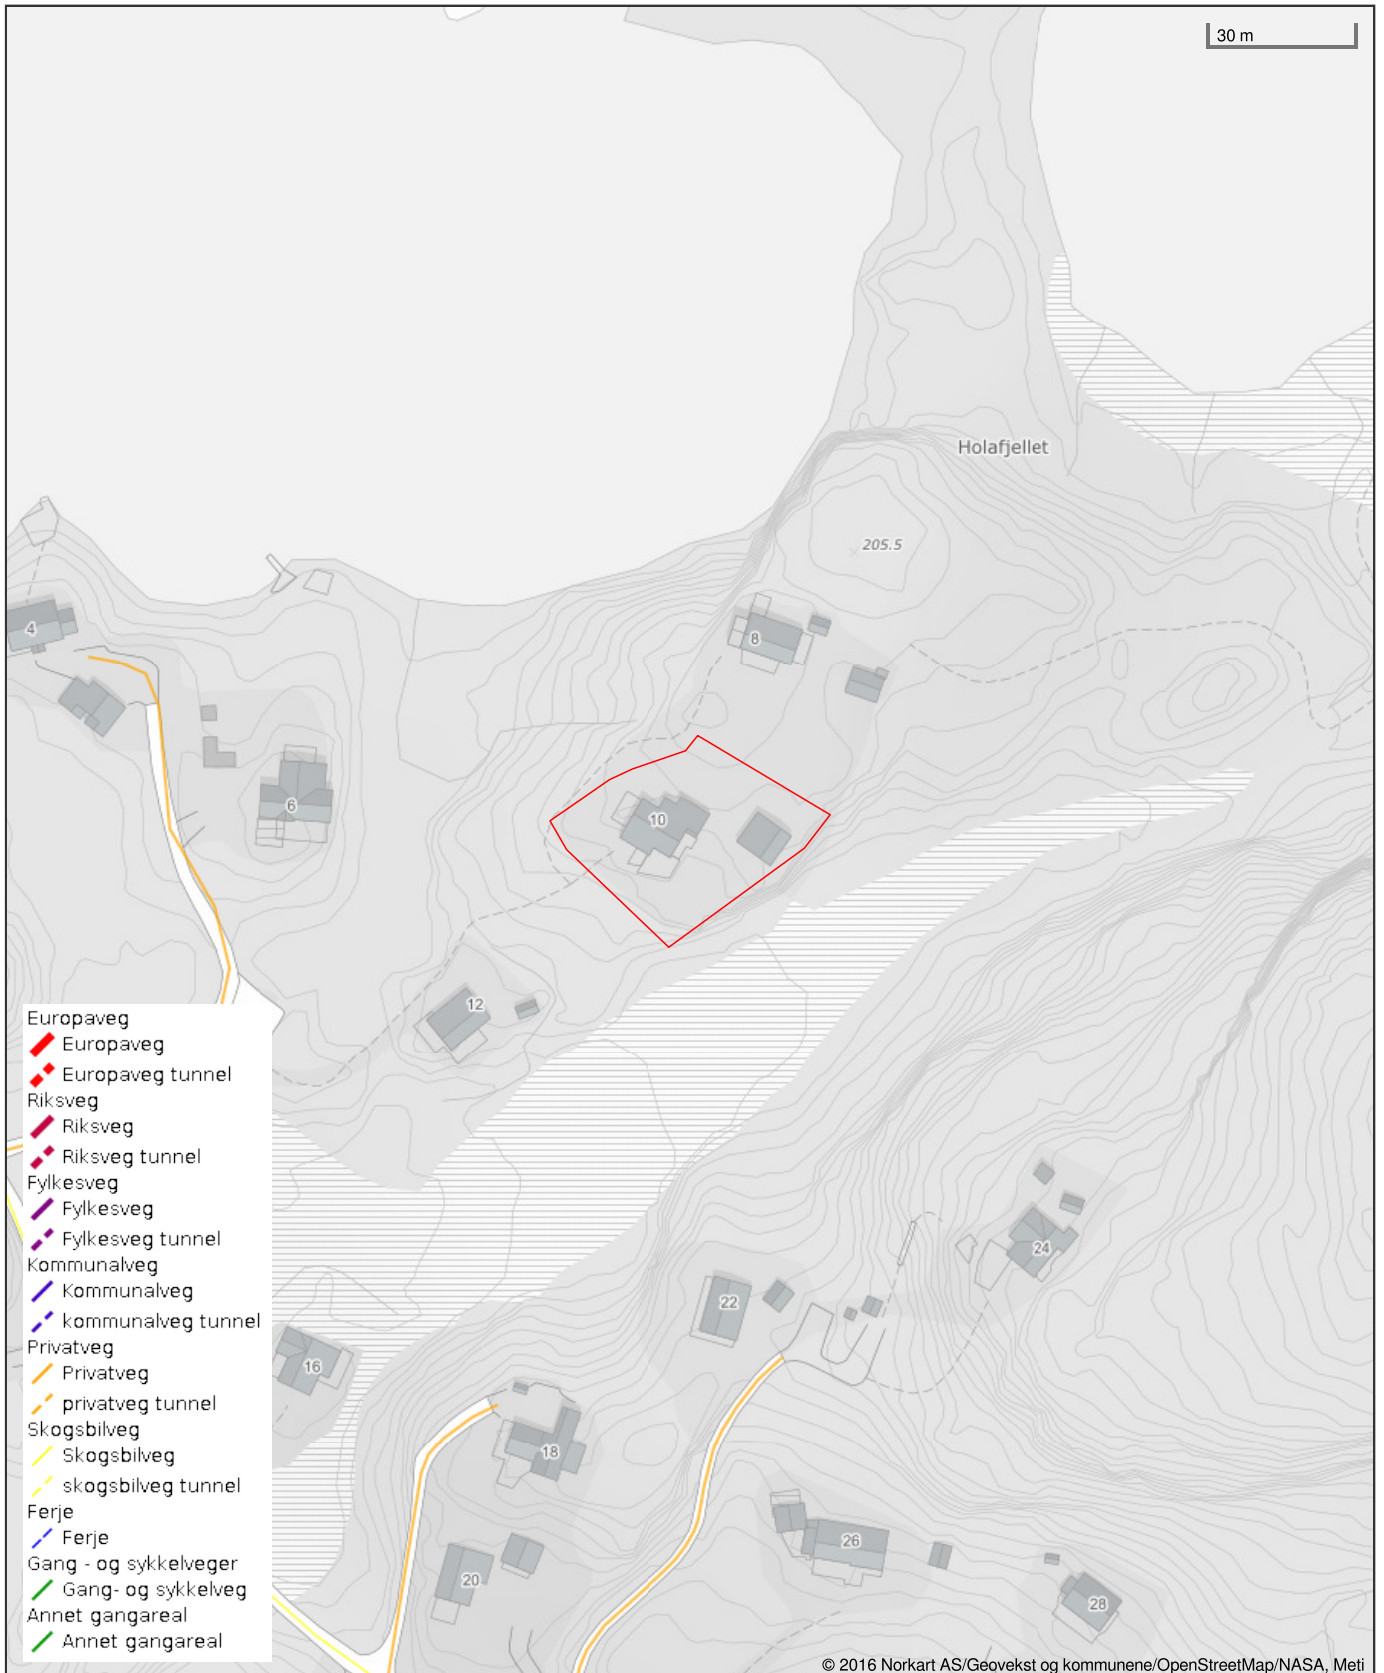 30 m
Holafjellet
205.5
4
8
6
10
12
Europaveg
Europaveg
Europaveg tunnel
Riksveg
Riksveg
Riksveg tunnel
Fylkesveg
Fylkesveg
Fylkesveg tunnel
Kommunalveg
Kommunalveg
kommunalveg tunnel
Privatveg
Privatveg
privatveg tunnel
Skogsbilveg
Skogsbilveg
skogsbilveg tunnel
Ferje
Ferje
Gang - og sykkelveger
Gang- og sykkelveg
Annet gangareal
Annet gangareal
24
22
16
18
26
20
28
© 2016 Norkart AS/Geovekst og kommunene/OpenStreetMap/NASA, Meti